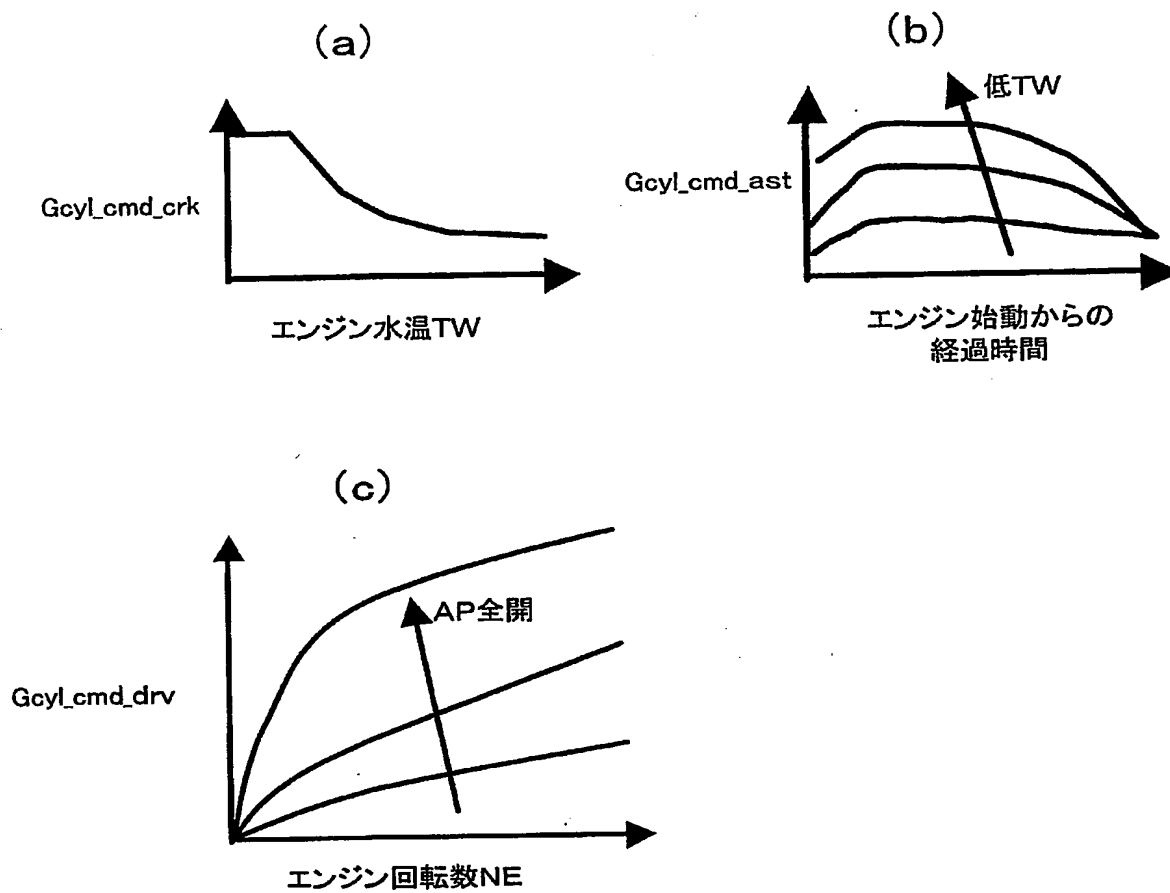 (a)
Gcyl_cmd_crk
エンジン水温TW
(b)
低TW
Gcyl_cmd_ast
エンジン始動からの
経過時間
(c)
AP全開
Gcyl_cmd_drv
エンジン回転数NE